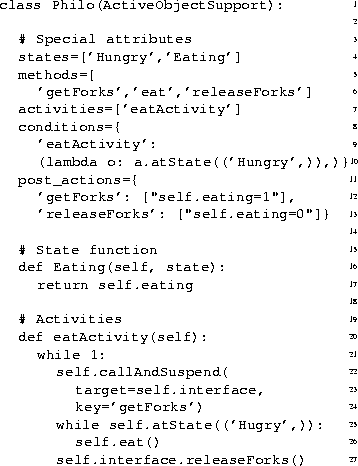 class Philo(ActiveObjectSupport): 1
2
# Special attributes 3
states=['Hungry','Eating'] 4
methods=[ 5
'getForks','eat','releaseForks'] 6
activities=['eatActivity'] 7
conditions={ 8
'eatActivity': 9
(lambda o: a.atState(('Hungry',)),)} 10
post_actions={ 11
'getForks': ["self.eating=1"], 12
'releaseForks': ["self.eating=0"]} 13
14
# State function 15
def Eating(self, state): 16
return self.eating 17
18
# Activities 19
def eatActivity(self): 20
while 1: 21
self.callAndSuspend( 22
target=self.interface, 23
key='getForks') 24
while self.atState(('Hugry',)): 25
self.eat() 26
self.interface.releaseForks() 27